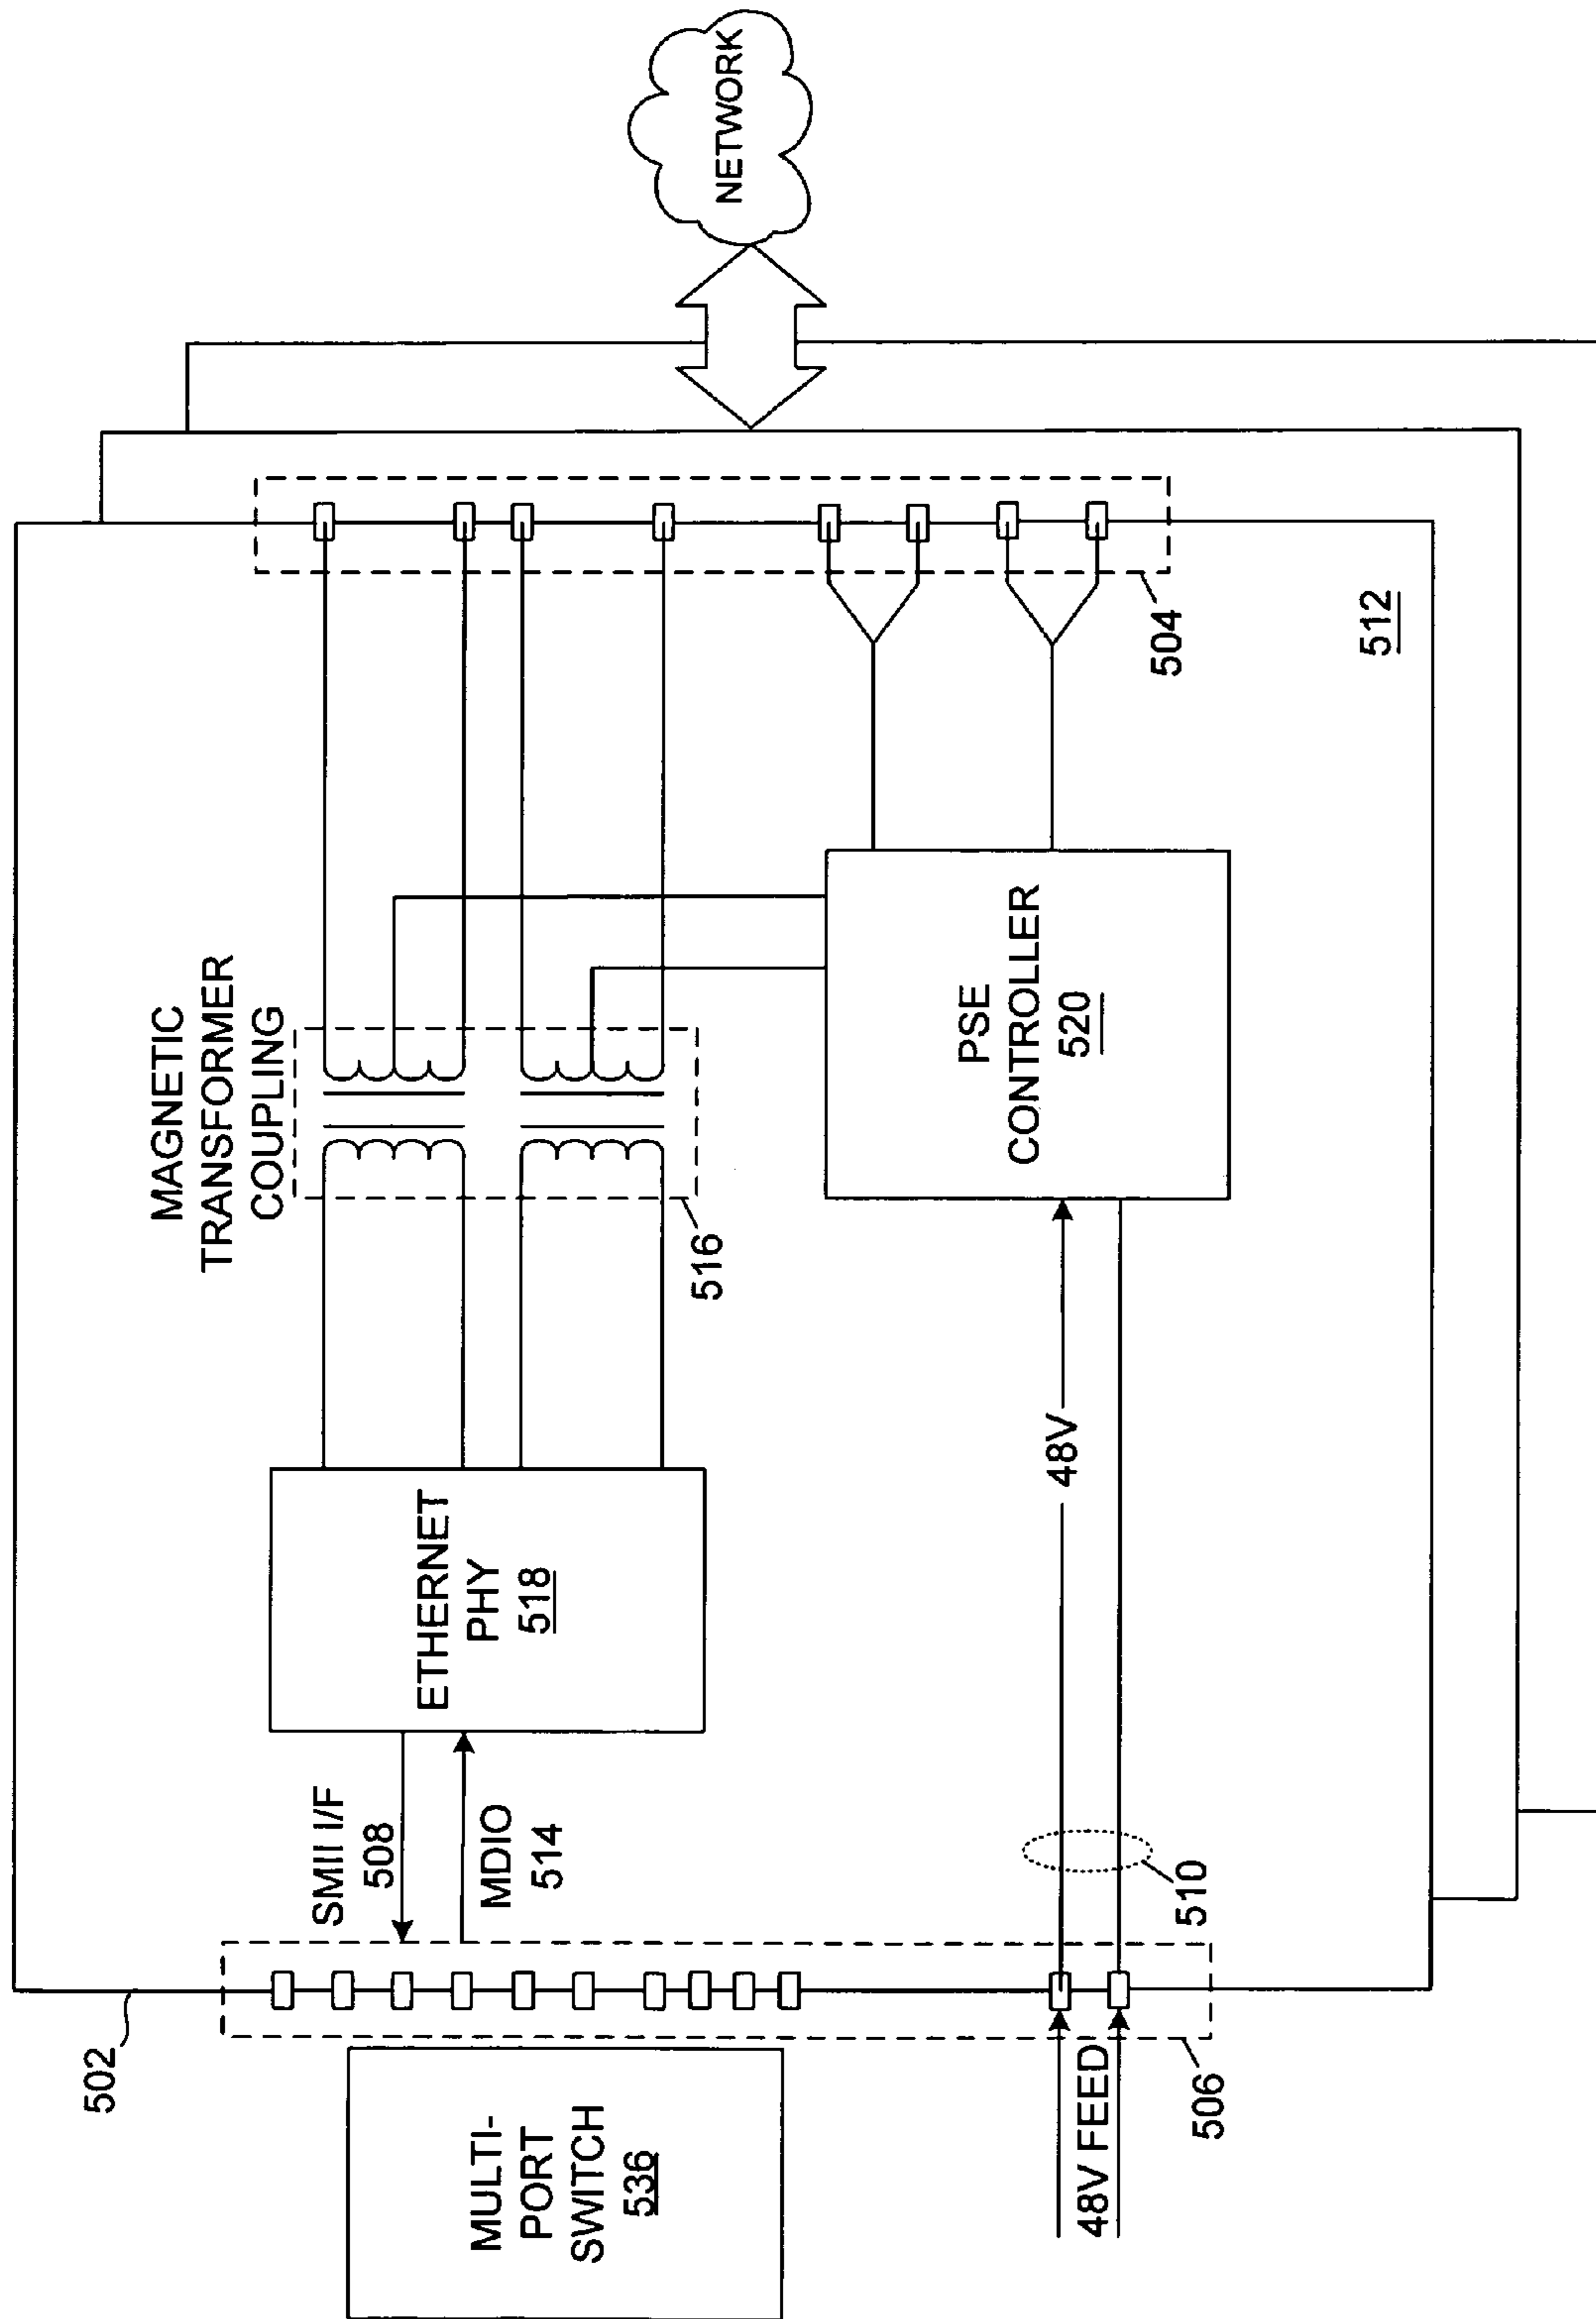 502
MULTI-
PORT
SWITCH
536
48V FEED
506
SMII I/F
508
MDIO
514
510
ETHERNET
PHY
518
48V
MAGNETIC
TRANSFORMER
COUPLING
516
PSE
CONTROLLER
520
504
512
NETWORK